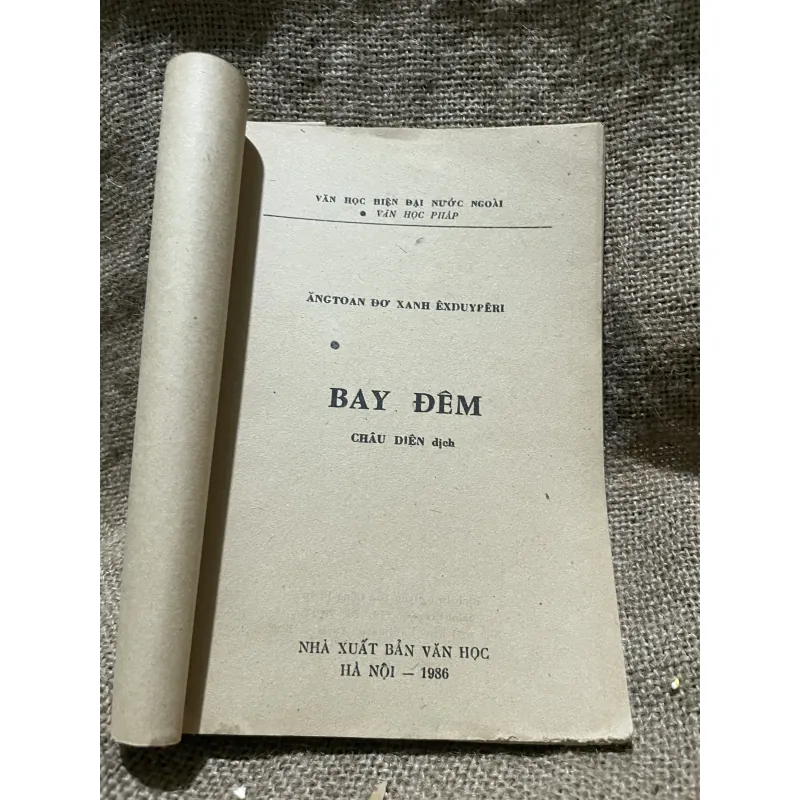 VĂN HỌC HIỆN ĐẠI NƯỚC NGOÀI
VĂN HỌC PHÁP
ĂNGTOAN ĐƠ XANH ÊXDUYPÊRI
BAY ĐÊM
CHÂU DIÊN dịch
NHÀ XUẤT BẢN VĂN HỌC
HÀ NỘI — 1986